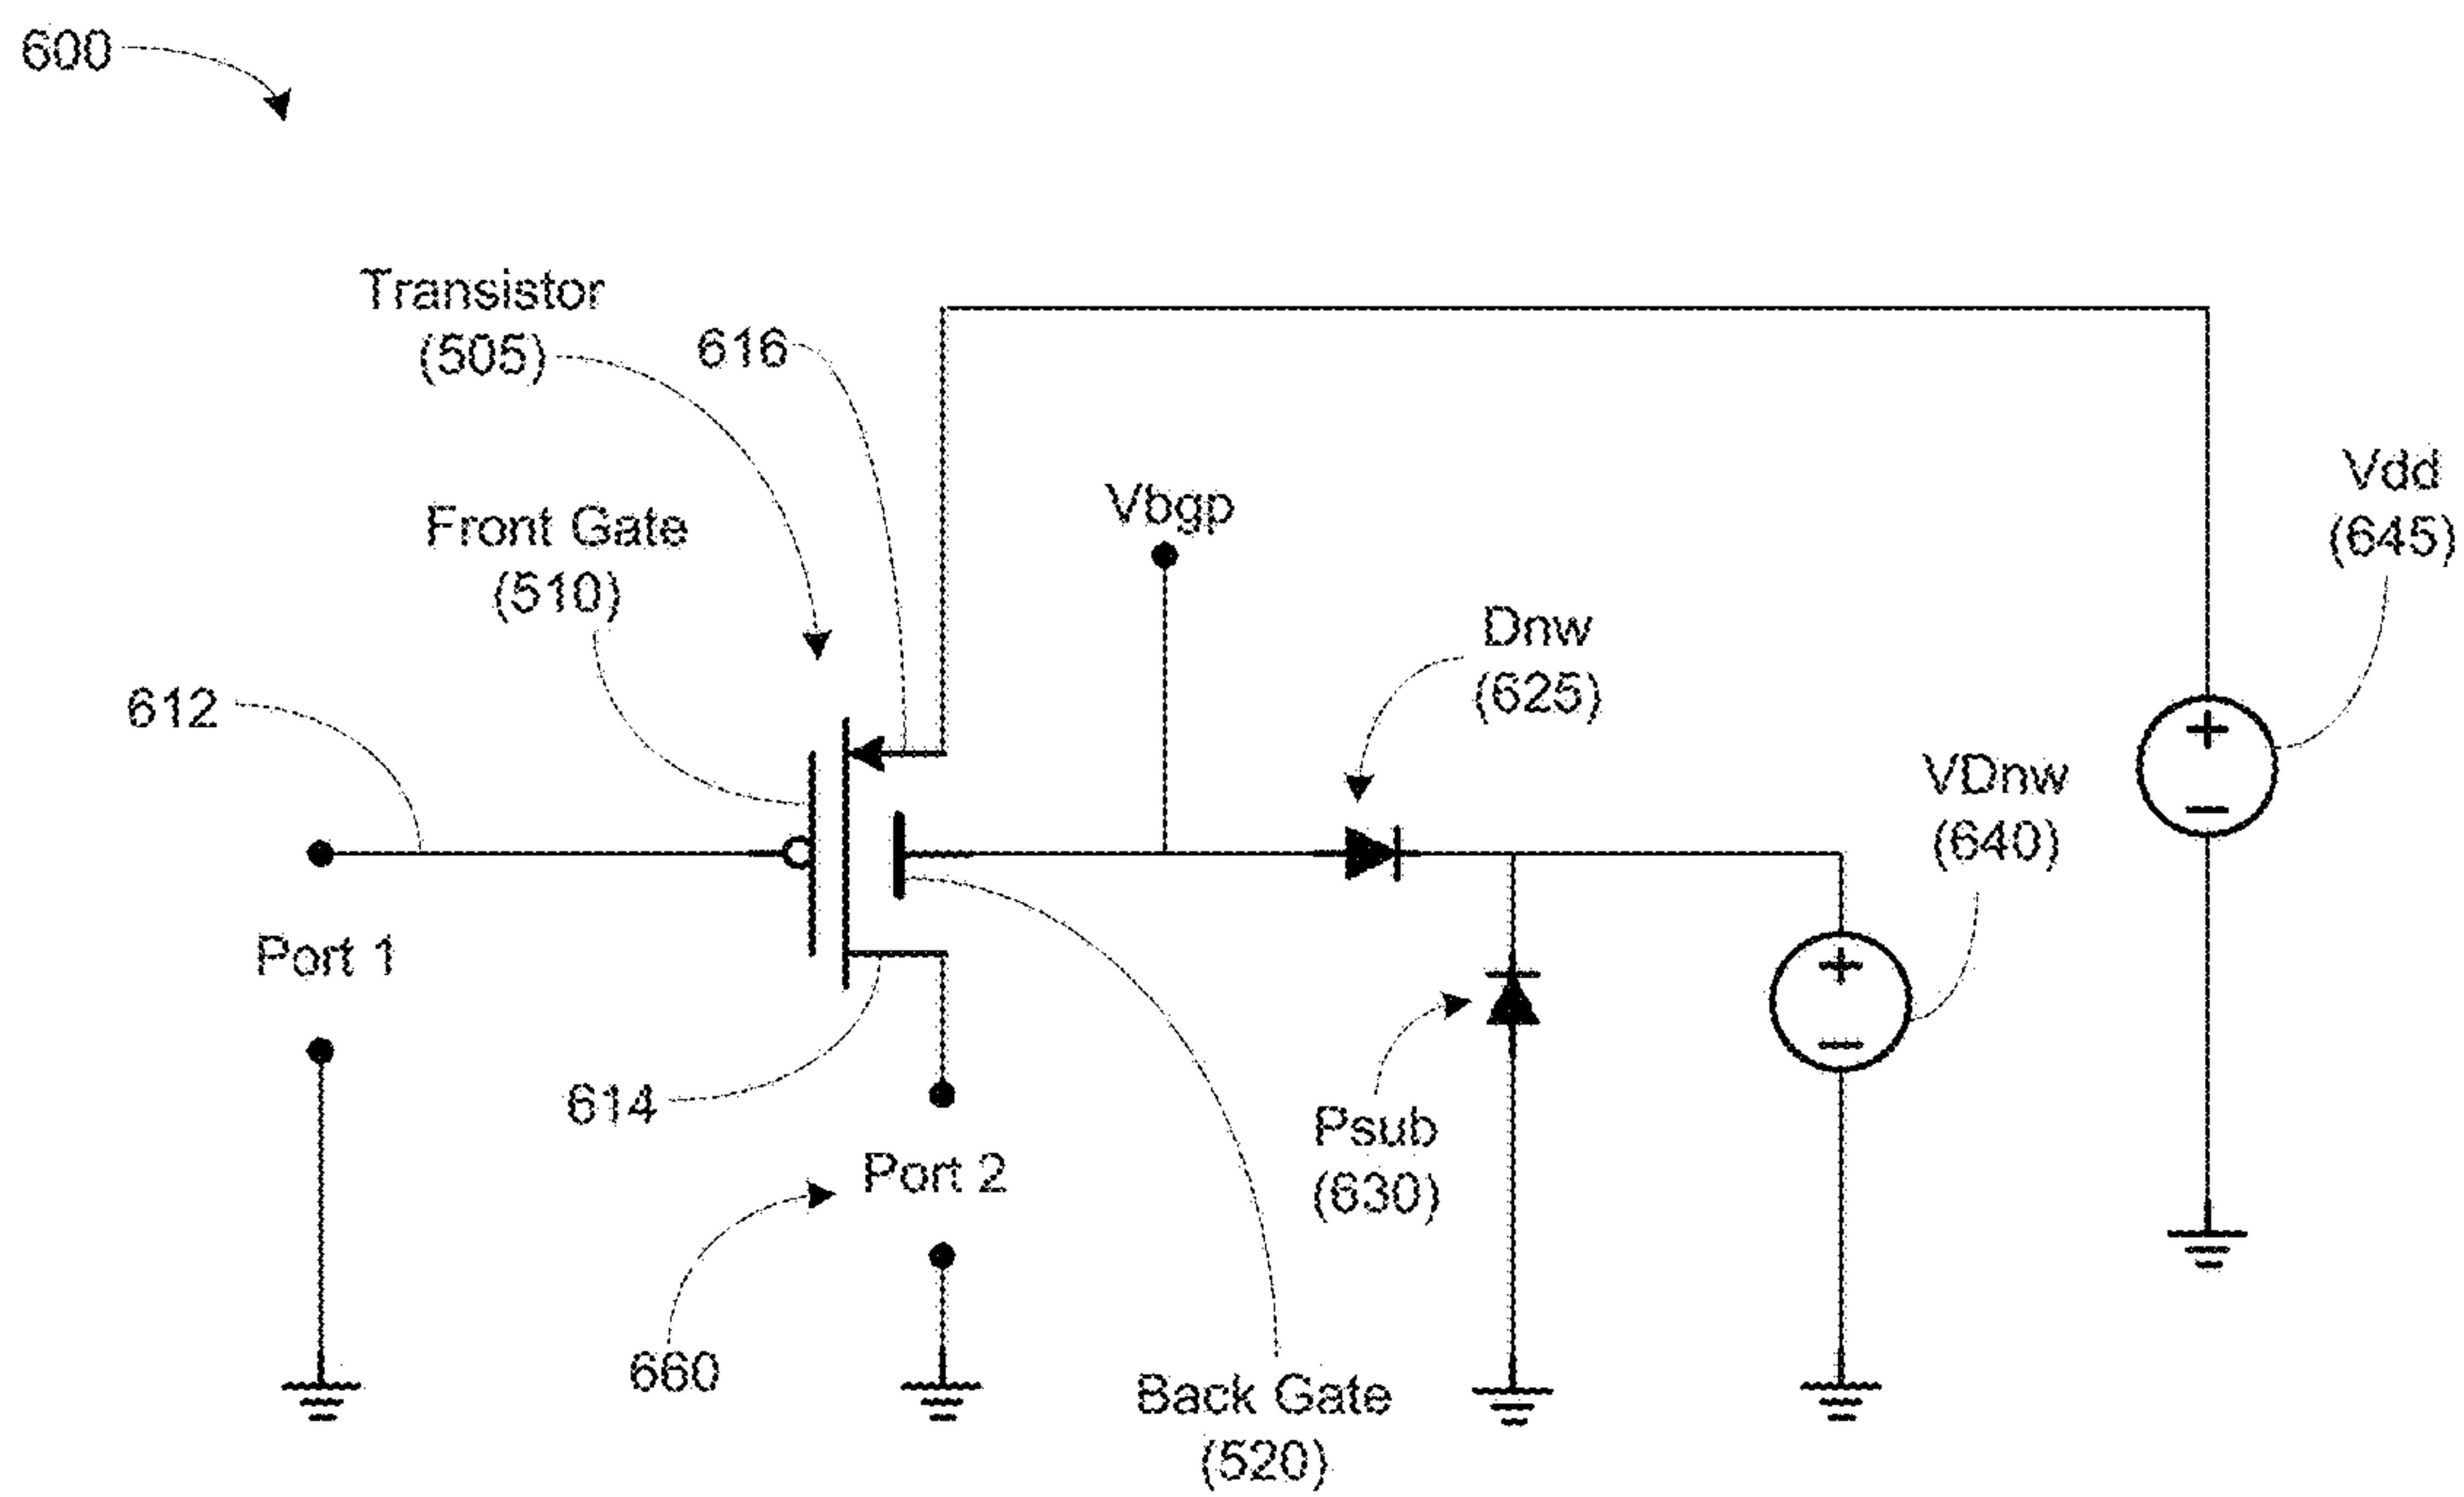 600
Transistor
(505)
616
Front Gate
(510)
Vbgp
Vdd
(645)
Dnw
(625)
612
VDnw
(640)
+
−
+
−
Port 1
614
Psub
(630)
Port 2
660
Back Gate
(520)